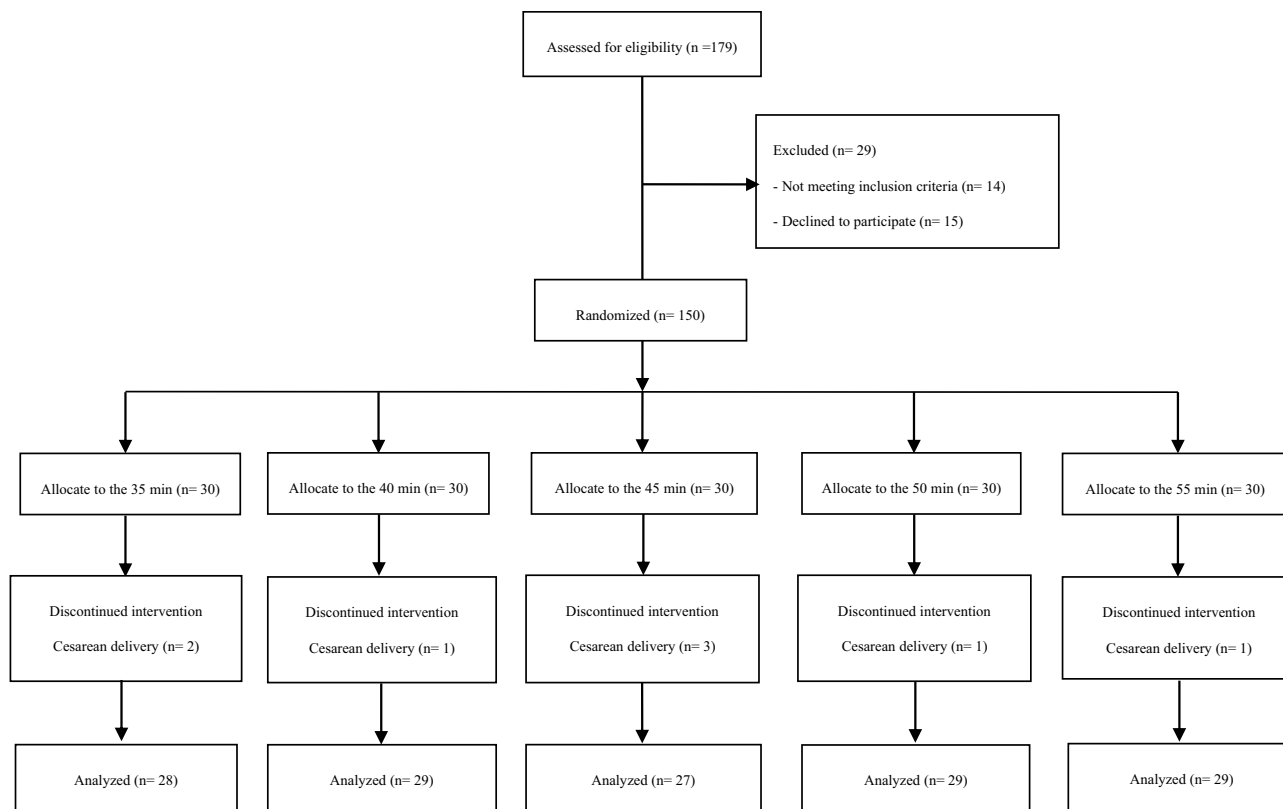 Assessed for eligibility (n =179)
Excluded (n= 29)
- Not meeting inclusion criteria (n= 14)
- Declined to participate (n= 15)
Randomized (n= 150)
Allocate to the 35 min (n= 30)
Allocate to the 40 min (n= 30)
Allocate to the 45 min (n= 30)
Allocate to the 50 min (n= 30)
Allocate to the 55 min (n= 30)
Discontinued intervention
Cesarean delivery (n= 2)
Discontinued intervention
Cesarean delivery (n= 1)
Discontinued intervention
Cesarean delivery (n= 3)
Discontinued intervention
Cesarean delivery (n= 1)
Discontinued intervention
Cesarean delivery (n= 1)
Analyzed (n= 28)
Analyzed (n= 29)
Analyzed (n= 27)
Analyzed (n= 29)
Analyzed (n= 29)